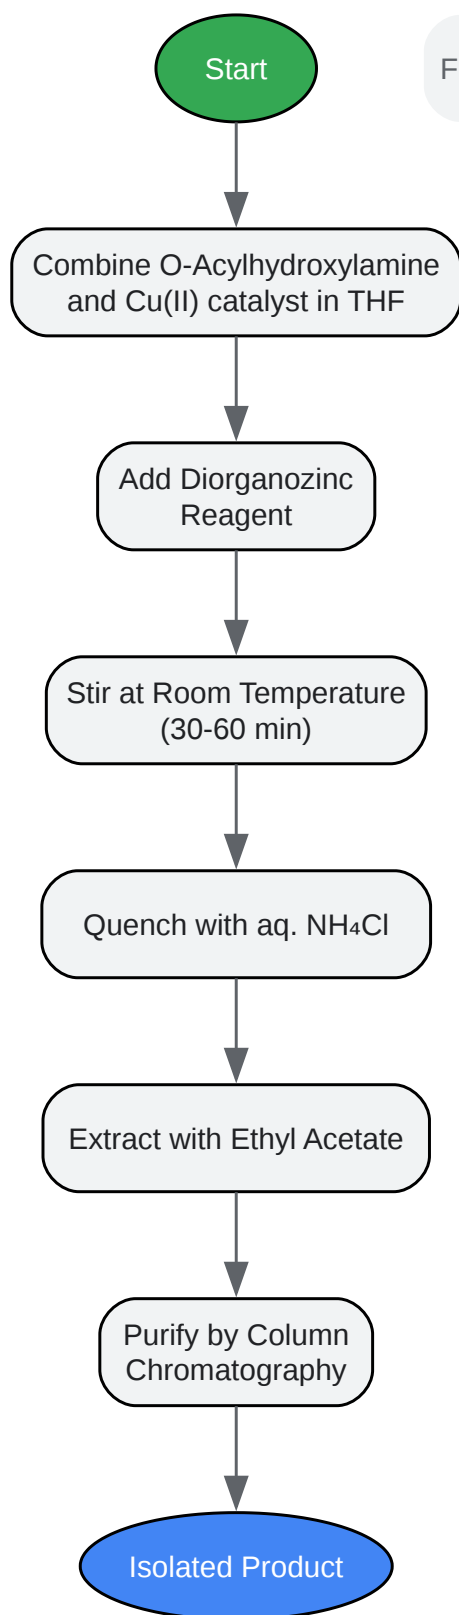 Start
F
Combine O-Acylhydroxylamine
and Cu(II) catalyst in THF
Add Diorganozinc
Reagent
Stir at Room Temperature
(30-60 min)
Quench with aq. NH₄Cl
Extract with Ethyl Acetate
Purify by Column
Chromatography
Isolated Product